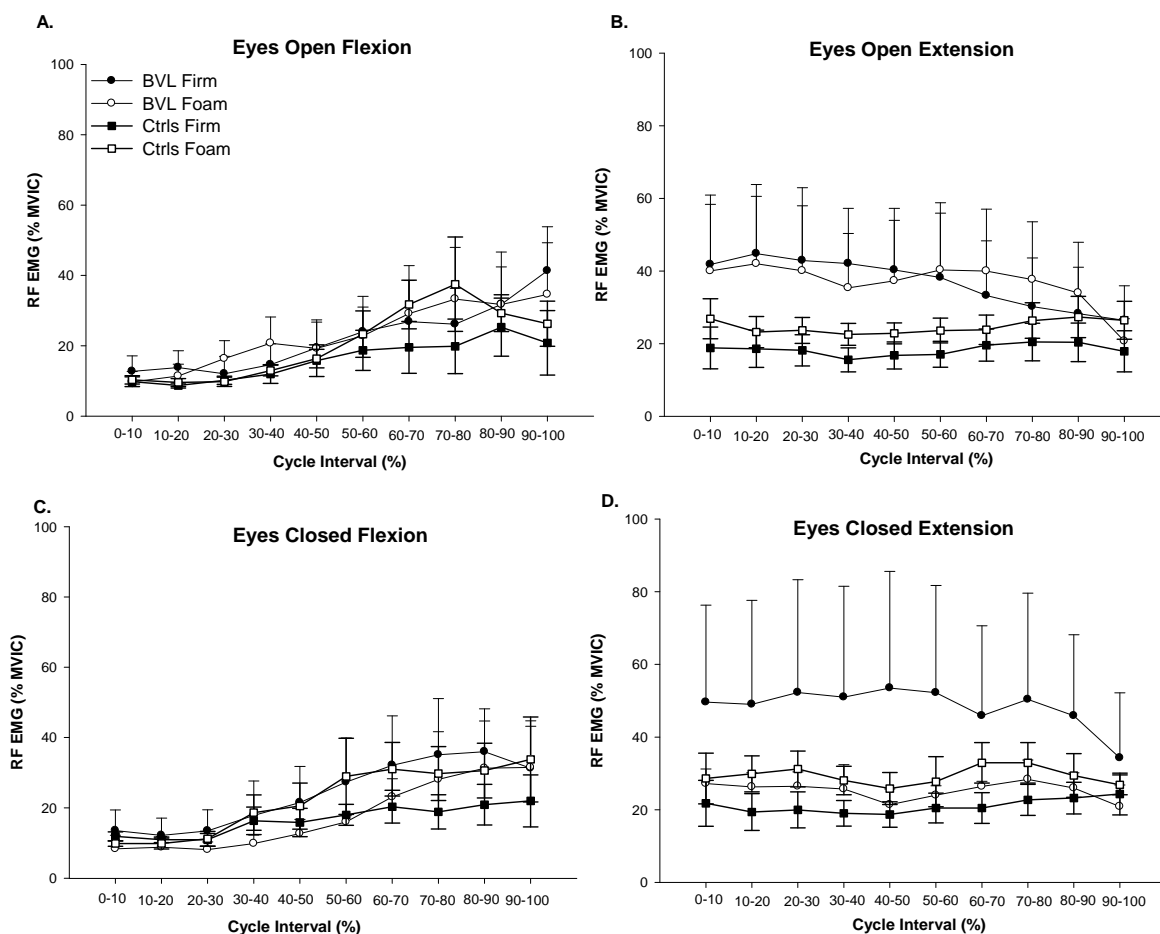 A.
Eyes Open Flexion
100
80
60
40
20
0
RF EMG (% MVIC)
BVL Firm
BVL Foam
Ctrls Firm
Ctrls Foam
0-10 10-20 20-30 30-40 40-50 50-60 60-70 70-80 80-90 90-100
Cycle Interval (%)
B.
Eyes Open Extension
100
80
60
40
20
0
RF EMG (% MVIC)
0-10 10-20 20-30 30-40 40-50 50-60 60-70 70-80 80-90 90-100
Cycle Interval (%)
C.
Eyes Closed Flexion
100
80
60
40
20
0
RF EMG (% MVIC)
0-10 10-20 20-30 30-40 40-50 50-60 60-70 70-80 80-90 90-100
Cycle Interval (%)
D.
Eyes Closed Extension
100
80
60
40
20
0
RF EMG (% MVIC)
0-10 10-20 20-30 30-40 40-50 50-60 60-70 70-80 80-90 90-100
Cycle Interval (%)